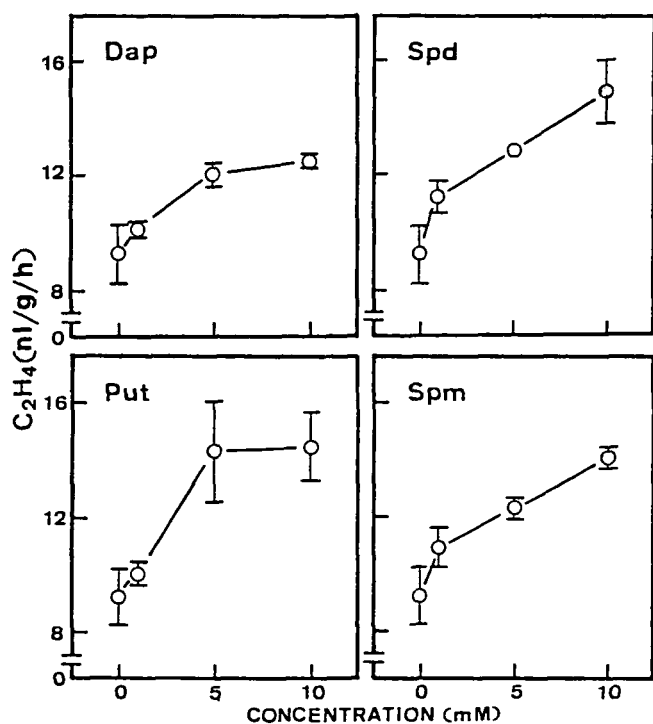 Dap
Spd
16
12
8
0
C₂H₄(nl/g/h)
Put
Spm
16
12
8
0
0 5 10 0 5 10
CONCENTRATION (mM)